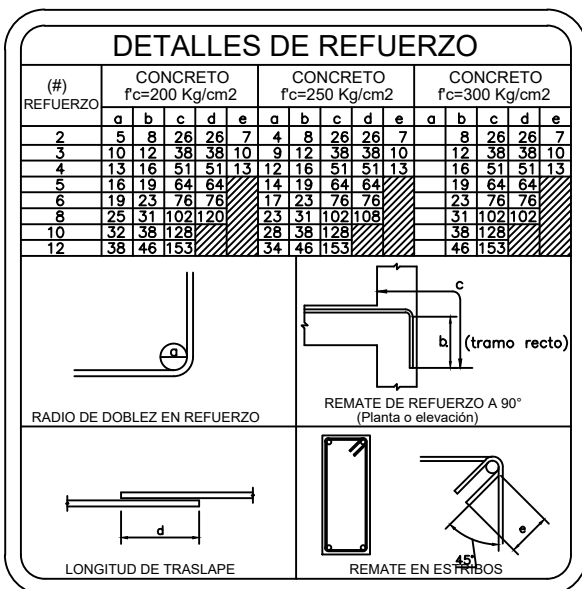 DETALLES DE REFUERZO
(#) REFUERZO CONCRETO f'c=200 Kg/cm2 CONCRETO f'c=250 Kg/cm2 CONCRETO f'c=300 Kg/cm2
a b c d e a b c d e a b c d e
2 5 8 26 26 7 4 8 26 26 7 8 26 26 7
3 10 12 38 38 10 9 12 38 38 10 12 38 38 10
4 13 16 51 51 13 12 16 51 51 13 16 51 51 13
5 16 19 64 64 14 19 64 64 19 64 64
6 19 23 76 76 17 23 76 76 23 76 76
8 25 31 102 120 23 31 102 108 31 102 102
10 32 38 128 28 38 128 38 128
12 38 46 153 34 46 153 46 153
a
RADIO DE DOBLEZ EN REFUERZO
c
b. (tramo recto)
REMATE DE REFUERZO A 90°
(Planta o elevación)
d
LONGITUD DE TRASLAPE
e
45°
REMATE EN ESTRIBOS